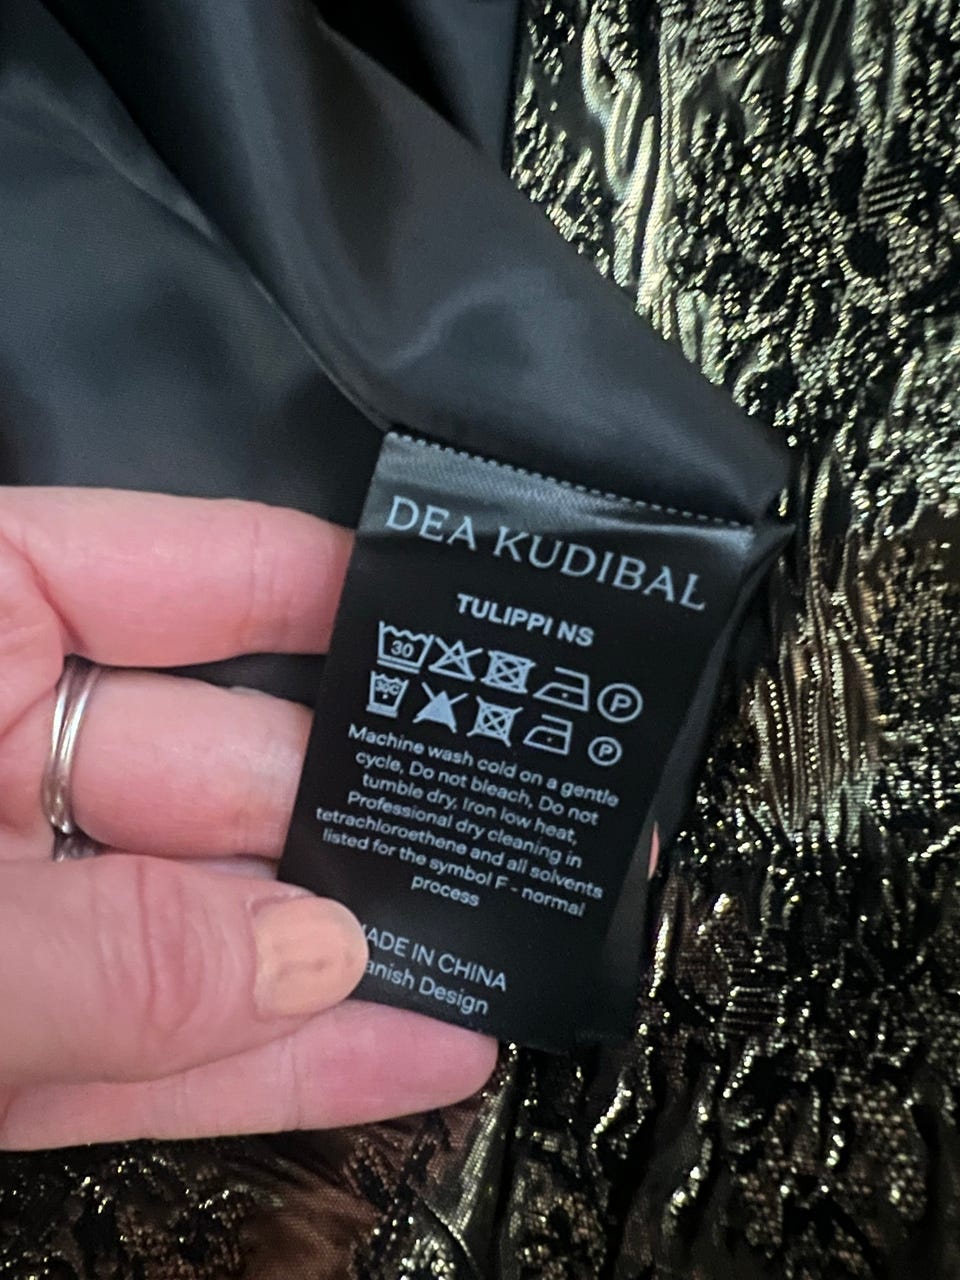 DEA KUDIBAL
TULIPPI NS
30 P
30C P
Machine wash cold on a gentle
cycle, Do not bleach, Do not
tumble dry, Iron low heat,
Professional dry cleaning in
tetrachloroethene and all solvents
listed for the symbol F - normal
process
ADE IN CHINA
anish Design